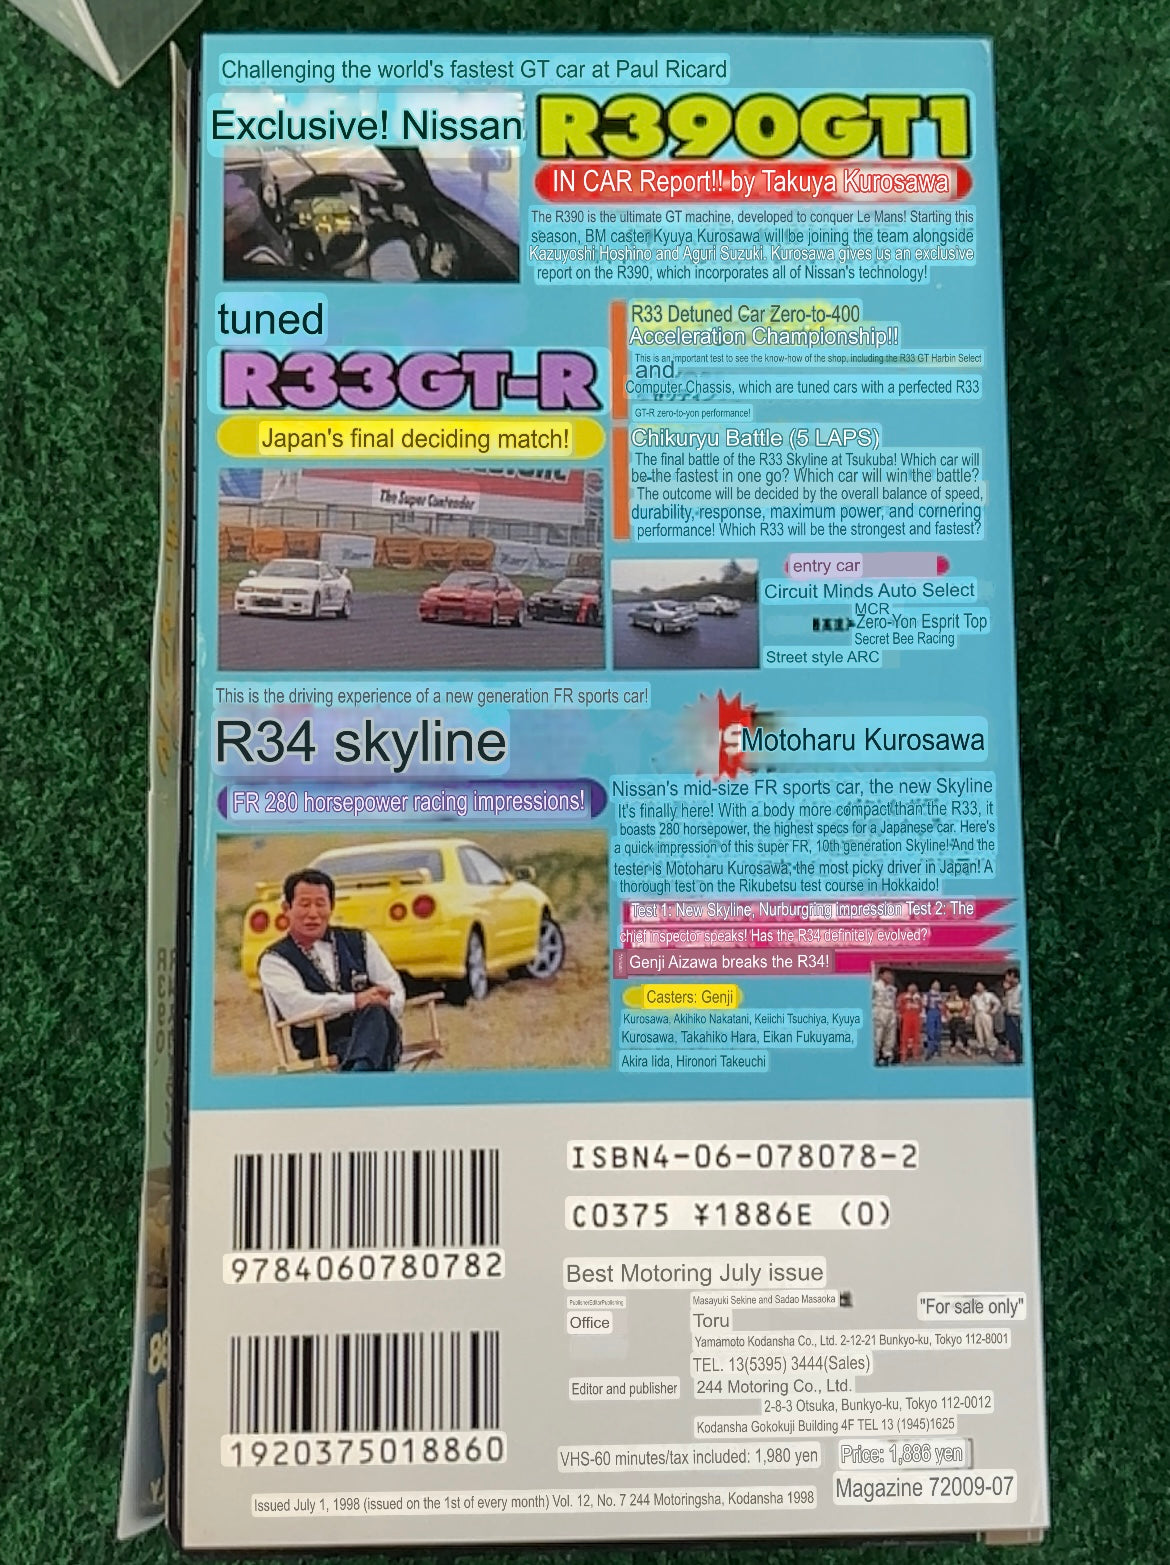 Challenging the world's fastest GT car at Paul Ricard
Exclusive! Nissan
R390GT1
IN CAR Report!! by Takuya Kurosawa
The R390 is the ultimate GT machine, developed to conquer Le Mans! Starting this
season, BM caster Kyuya Kurosawa will be joining the team alongside
Kazuyoshi Hoshino and Aguri Suzuki. Kurosawa gives us an exclusive
report on the R390, which incorporates all of Nissan's technology!
tuned
R33GT-R
Japan's final deciding match!
The Super Contender
R33 Detuned Car Zero-to-400
Acceleration Championship!!
This is an important test to see the know-how of the shop, including the R33 GT Harbin Select
and
Computer Chassis, which are tuned cars with a perfected R33
GT-R zero-to-yon performance!
Chikuryu Battle (5 LAPS)
The final battle of the R33 Skyline at Tsukuba! Which car will
be the fastest in one go? Which car will win the battle?
The outcome will be decided by the overall balance of speed,
durability, response, maximum power, and cornering
performance! Which R33 will be the strongest and fastest?
entry car
Circuit Minds Auto Select
MCR
Zero-Yon Esprit Top
Secret Bee Racing
Street style ARC
This is the driving experience of a new generation FR sports car!
R34 skyline
Motoharu Kurosawa
FR 280 horsepower racing impressions!
Nissan's mid-size FR sports car, the new Skyline
It's finally here! With a body more compact than the R33, it
boasts 280 horsepower, the highest specs for a Japanese car. Here's
a quick impression of this super FR, 10th generation Skyline! And the
tester is Motoharu Kurosawa, the most picky driver in Japan! A
thorough test on the Rikubetsu test course in Hokkaido!
Test 1: New Skyline, Nurburgring impression Test 2: The
chief inspector speaks! Has the R34 definitely evolved?
Genji Aizawa breaks the R34!
Casters: Genji
Kurosawa, Akihiko Nakatani, Keiichi Tsuchiya, Kyuya
Kurosawa, Takahiko Hara, Eikan Fukuyama,
Akira Iida, Hironori Takeuchi
9784060780782
1920375018860
ISBN4-06-078078-2
C0375 ¥1886E (0)
Best Motoring July issue
PublisherEditorPublishing
Masayuki Sekine and Sadao Masaoka
"For sale only"
Office
Toru
Yamamoto Kodansha Co., Ltd. 2-12-21 Bunkyo-ku, Tokyo 112-8001
TEL. 13(5395) 3444(Sales)
Editor and publisher
244 Motoring Co., Ltd.
2-8-3 Otsuka, Bunkyo-ku, Tokyo 112-0012
Kodansha Gokokuji Building 4F TEL 13 (1945)1625
VHS-60 minutes/tax included: 1,980 yen
Price: 1,886 yen
Magazine 72009-07
Issued July 1, 1998 (issued on the 1st of every month) Vol. 12, No. 7 244 Motoringsha, Kodansha 1998